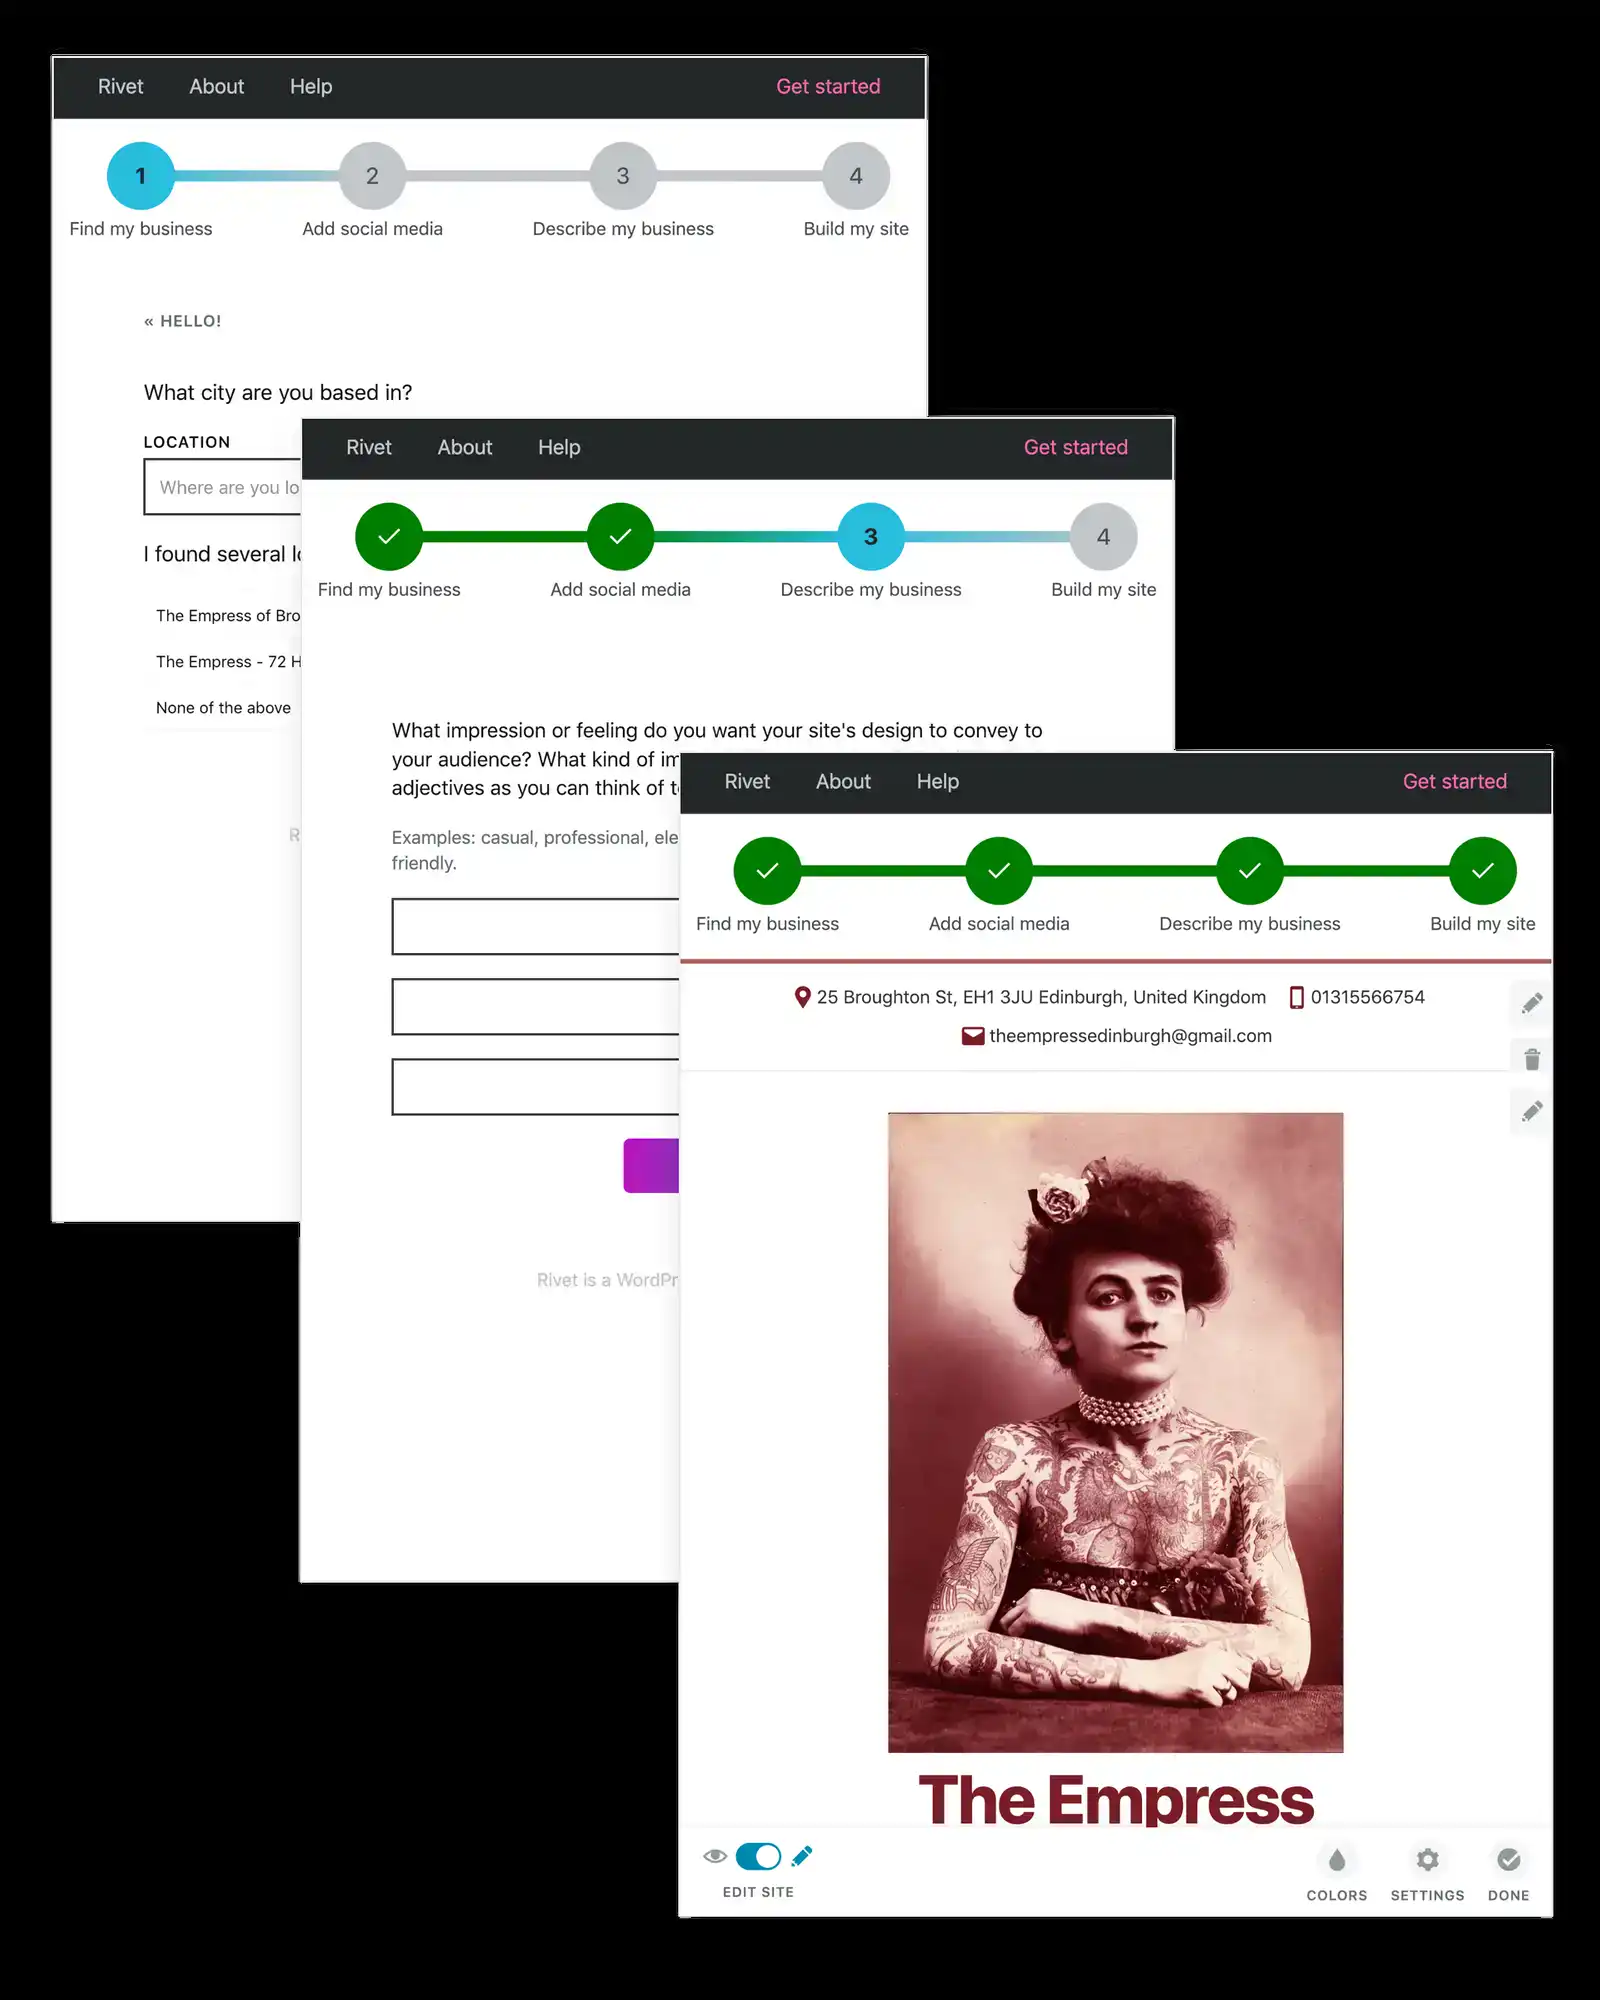 Rivet About Help Get started
1 2 3 4
Find my business Add social media Describe my business Build my site
« HELLO!
What city are you based in?
LOCATION
Where are you lo
I found several lo
The Empress of Bro
The Empress - 72 H
None of the above
R
Rivet About Help Get started
3 4
Find my business Add social media Describe my business Build my site
What impression or feeling do you want your site's design to convey to
your audience? What kind of im
adjectives as you can think of t
Examples: casual, professional, ele
friendly.
Rivet is a WordPr
Rivet About Help Get started
Find my business Add social media Describe my business Build my site
25 Broughton St, EH1 3JU Edinburgh, United Kingdom 01315566754
theempressedinburgh@gmail.com
The Empress
EDIT SITE COLORS SETTINGS DONE